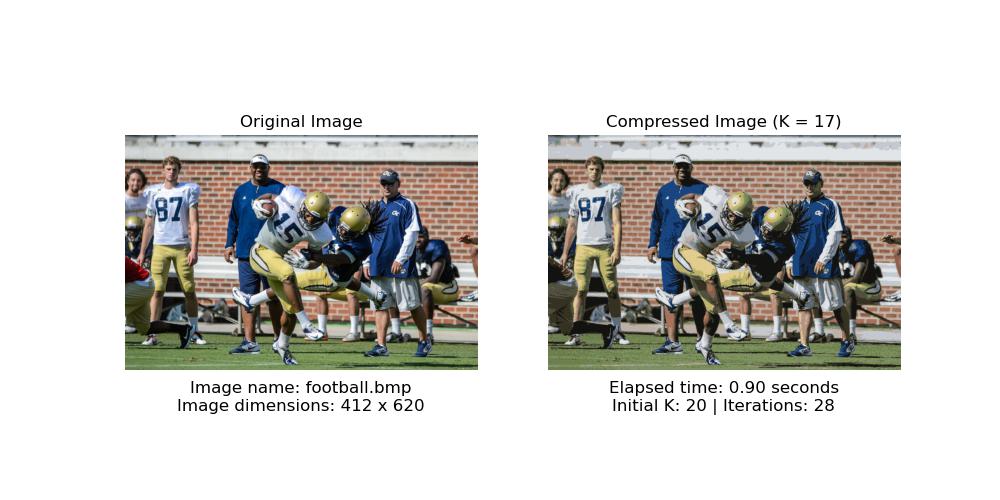 Original Image
87
15
Image name: football.bmp
Image dimensions: 412 x 620
Compressed Image (K = 17)
87
15
Elapsed time: 0.90 seconds
Initial K: 20 | Iterations: 28